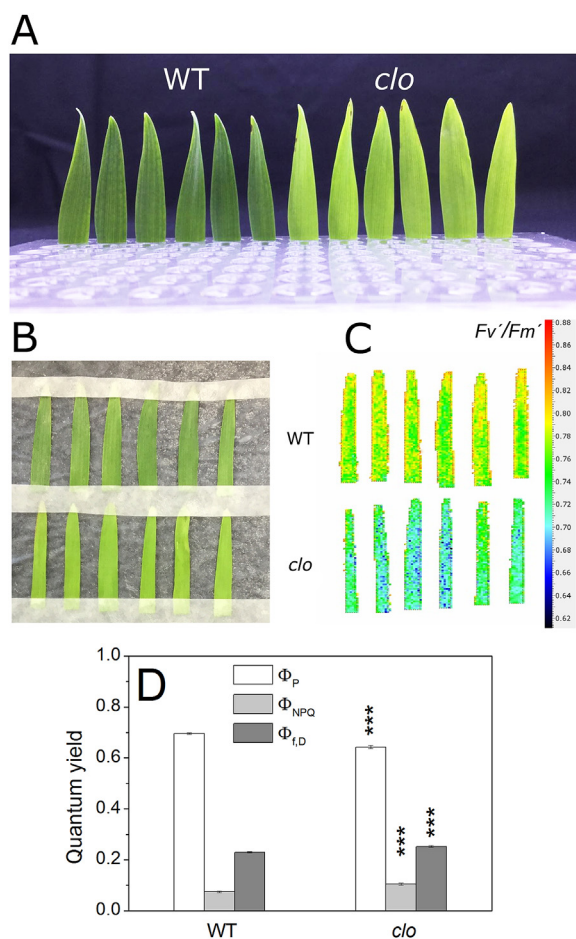 A
WT
clo
B
C
Fv´/Fm´
WT
clo
0.88
0.86
0.84
0.82
0.80
0.78
0.76
0.74
0.72
0.70
0.68
0.66
0.64
0.62
D
Quantum yield
1.0
0.8
0.6
0.4
0.2
0.0
ΦP
ΦNPQ
Φf,D
***
***
***
WT
clo